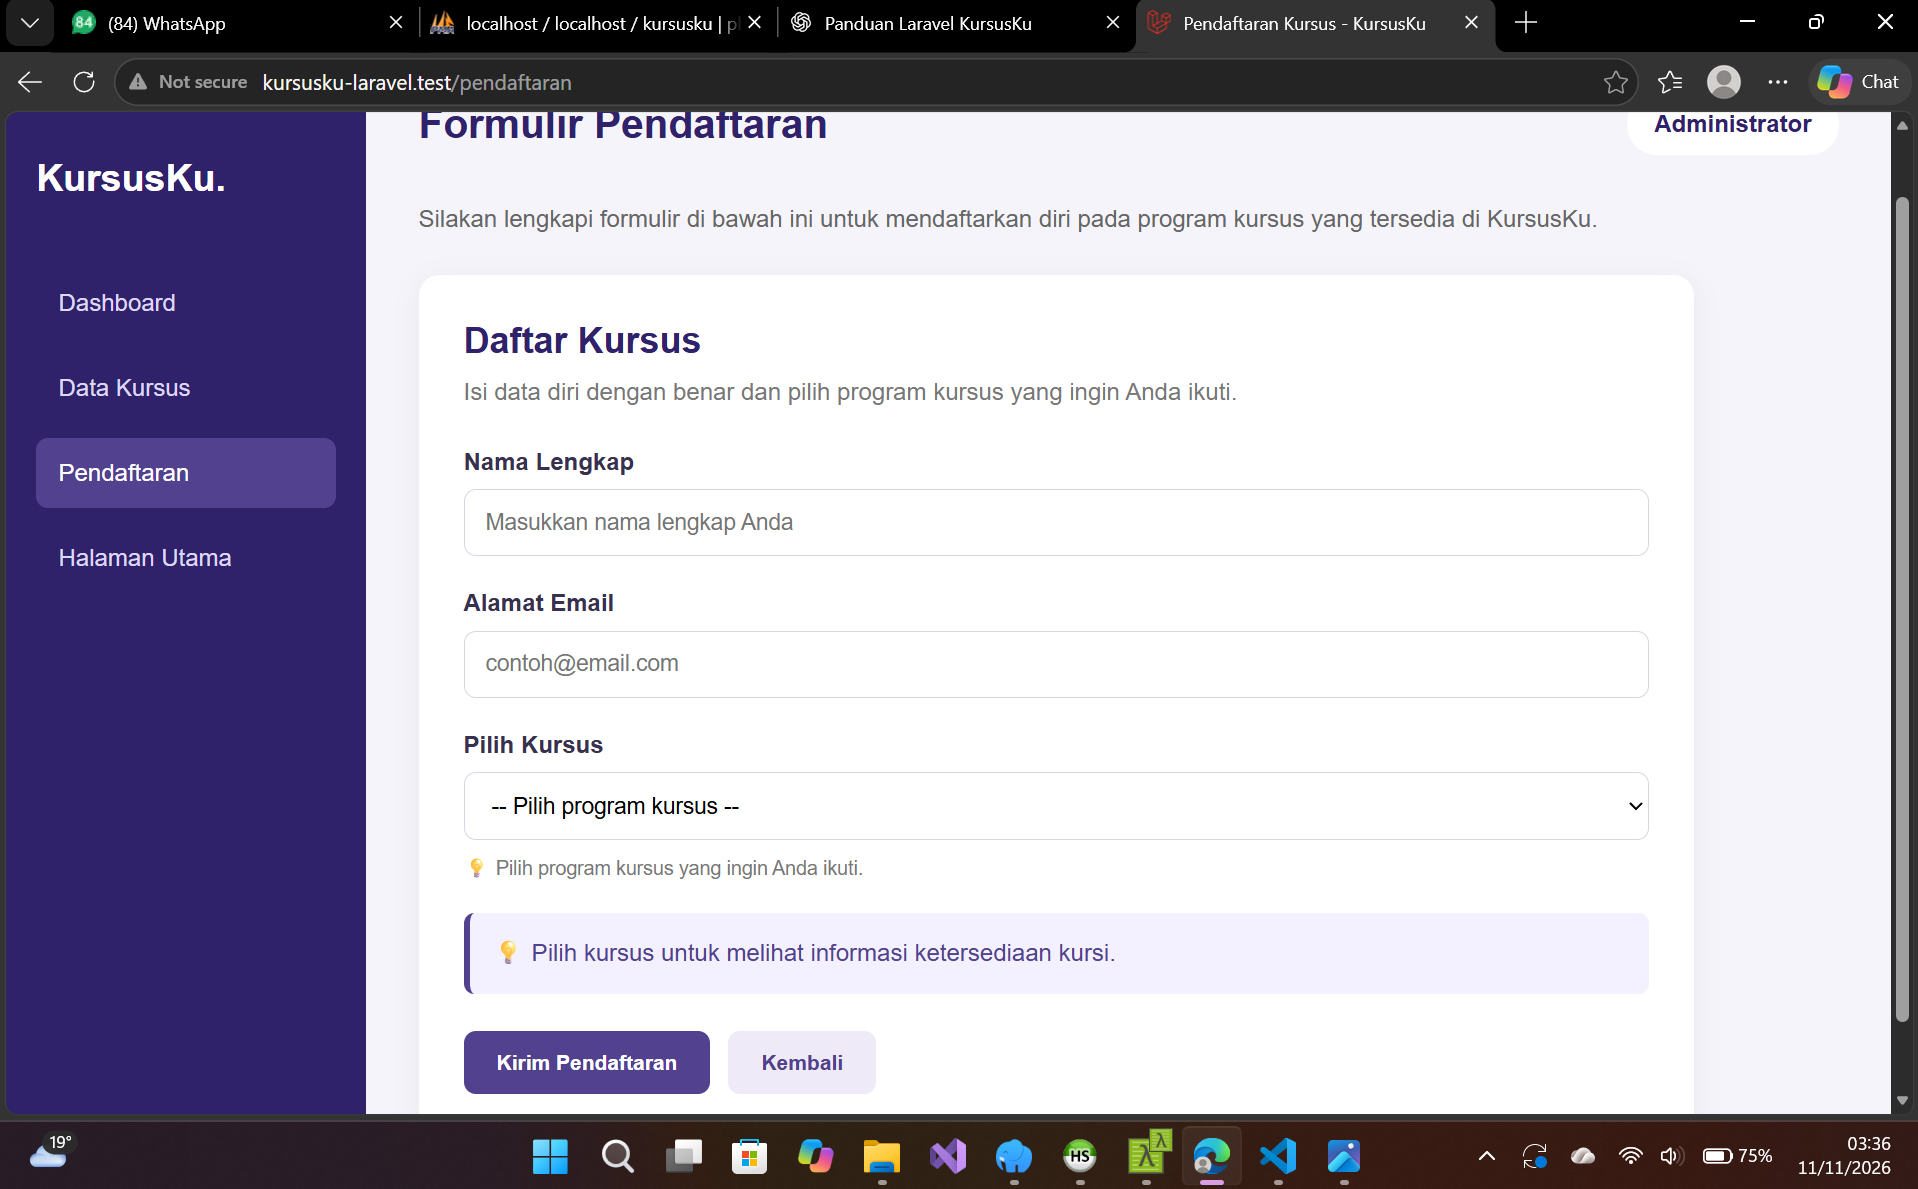 84
(84) WhatsApp
localhost / localhost / kursusku | pl
Panduan Laravel KursusKu
Pendaftaran Kursus - KursusKu
Not secure
kursusku-laravel.test/pendaftaran
Chat
KursusKu.
Dashboard
Data Kursus
Pendaftaran
Halaman Utama
Formulir Pendaftaran
Administrator
Silakan lengkapi formulir di bawah ini untuk mendaftarkan diri pada program kursus yang tersedia di KursusKu.
Daftar Kursus
Isi data diri dengan benar dan pilih program kursus yang ingin Anda ikuti.
Nama Lengkap
Masukkan nama lengkap Anda
Alamat Email
contoh@email.com
Pilih Kursus
-- Pilih program kursus --
💡 Pilih program kursus yang ingin Anda ikuti.
💡 Pilih kursus untuk melihat informasi ketersediaan kursi.
Kirim Pendaftaran
Kembali
19°
HS
75%
03:36
11/11/2026